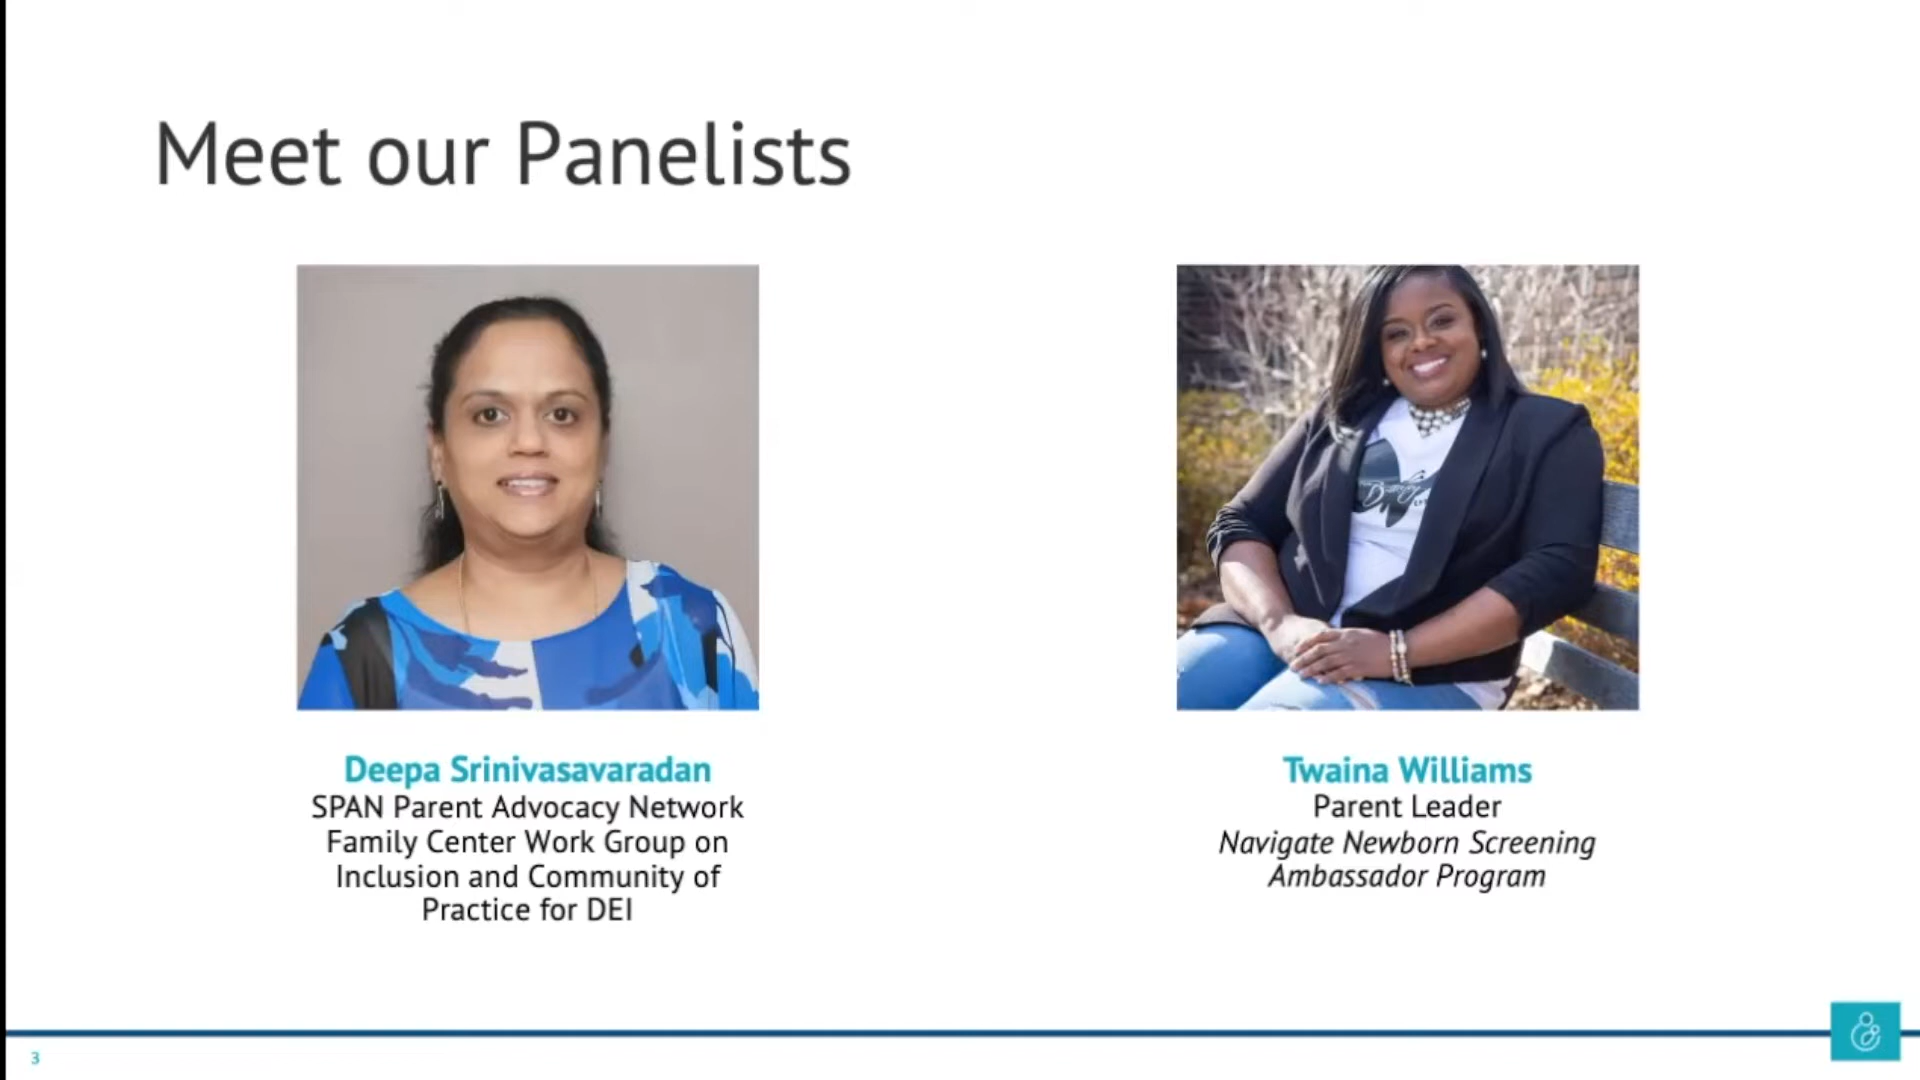 Meet our Panelists
Butterfly
Deepa Srinivasavaradan
SPAN Parent Advocacy Network
Family Center Work Group on
Inclusion and Community of
Practice for DEI
Twaina Williams
Parent Leader
Navigate Newborn Screening
Ambassador Program
3